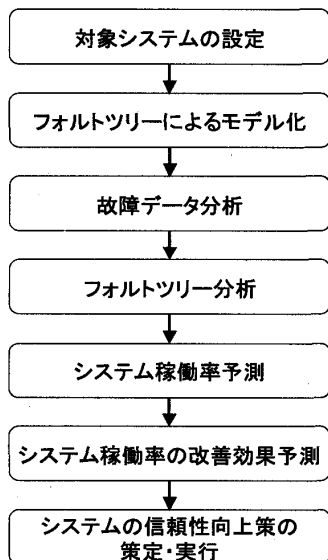 対象システムの設定
フォルトツリーによるモデル化
故障データ分析
フォルトツリー分析
システム稼働率予測
システム稼働率の改善効果予測
システムの信頼性向上策の
策定・実行